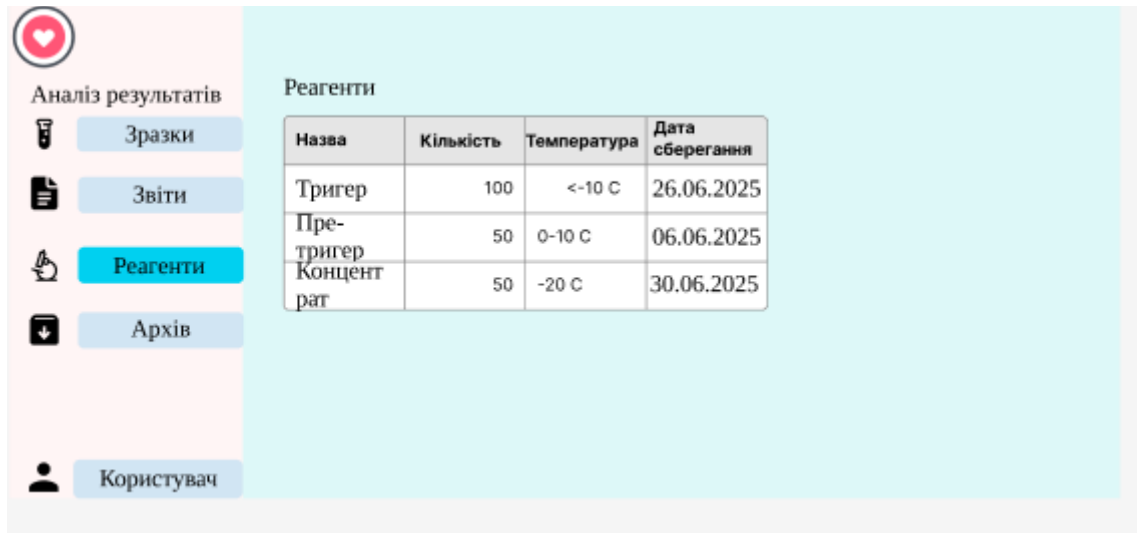 Аналіз результатів
Зразки
Звіти
Реагенти
Архів
Користувач
Реагенти
Назва Кількість Температура Дата сберегання
Тригер 100 <-10 C 26.06.2025
Пре-
тригер 50 0-10 C 06.06.2025
Концент
рат 50 -20 C 30.06.2025